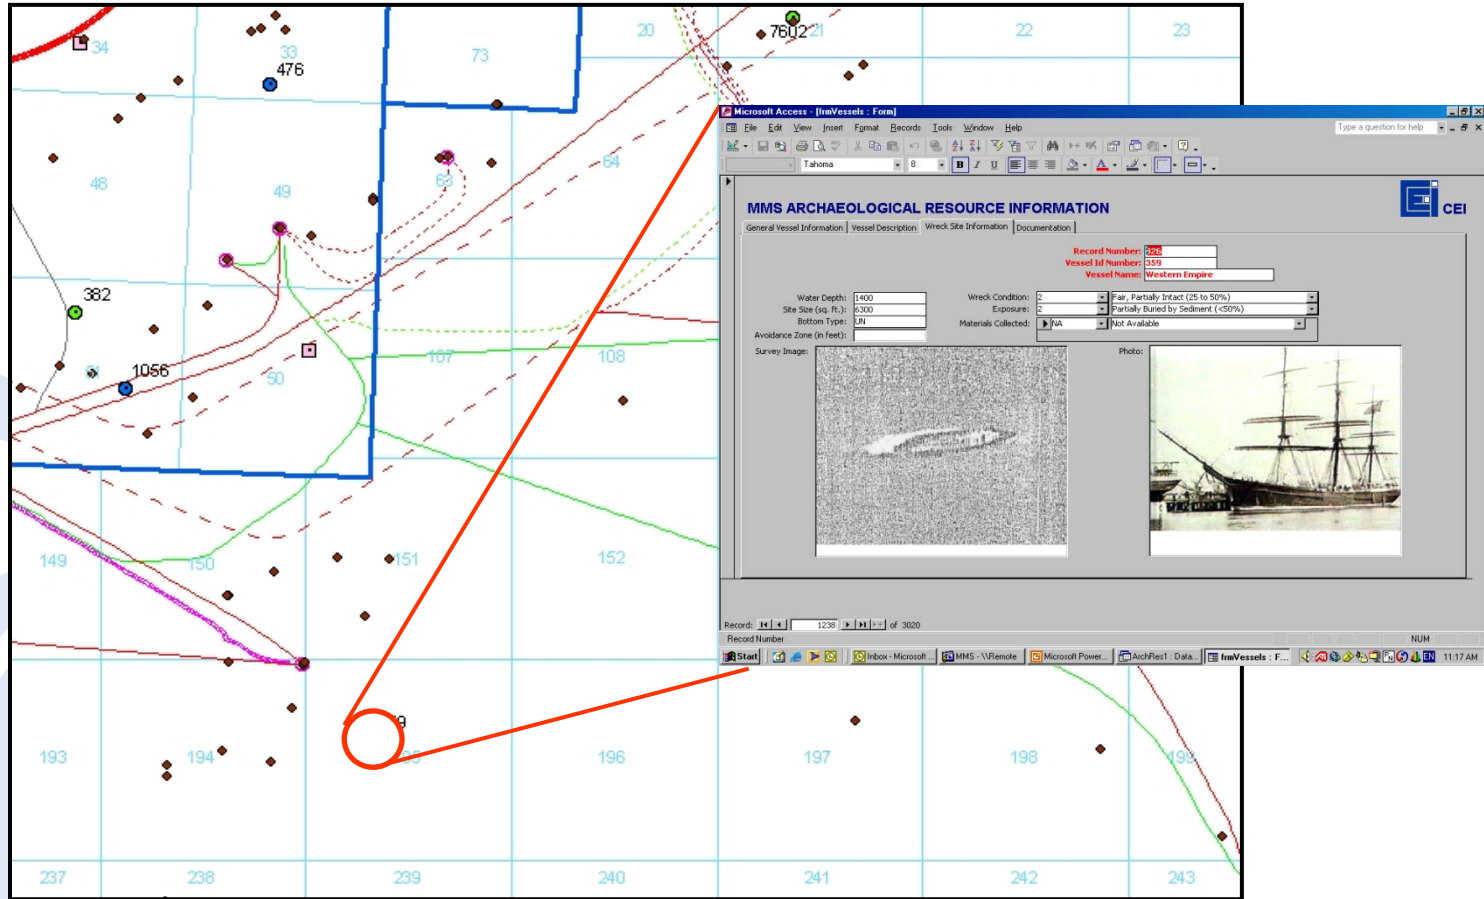 20
21
22
23
7602
34
33
73
476
64
48
49
63
382
107
108
1056
50
149
150
151
152
193
194
196
197
198
199
237
238
239
240
241
242
243
Microsoft Access - [frmVessels : Form]
File Edit View Insert Format Records Tools Window Help
Type a question for help
Tahoma 8 B I U
MMS ARCHAEOLOGICAL RESOURCE INFORMATION
CEI
General Vessel Information Vessel Description Wreck Site Information Documentation
Record Number: 326
Vessel Id Number: 359
Vessel Name: Western Empire
Water Depth: 1400
Site Size (sq. ft.): 6300
Bottom Type: UN
Avoidance Zone (in feet):
Wreck Condition: 2 Fair, Partially Intact (25 to 50%)
Exposure: 2 Partially Buried by Sediment (<50%)
Materials Collected: NA Not Available
Survey Image:
Photo:
Record: 1238 of 3020
Record Number
NUM
Start Inbox - Microsoft... MMS - \\Remote Microsoft Power... ArchRes1 : Data... frmVessels : F... EN 11:17 AM